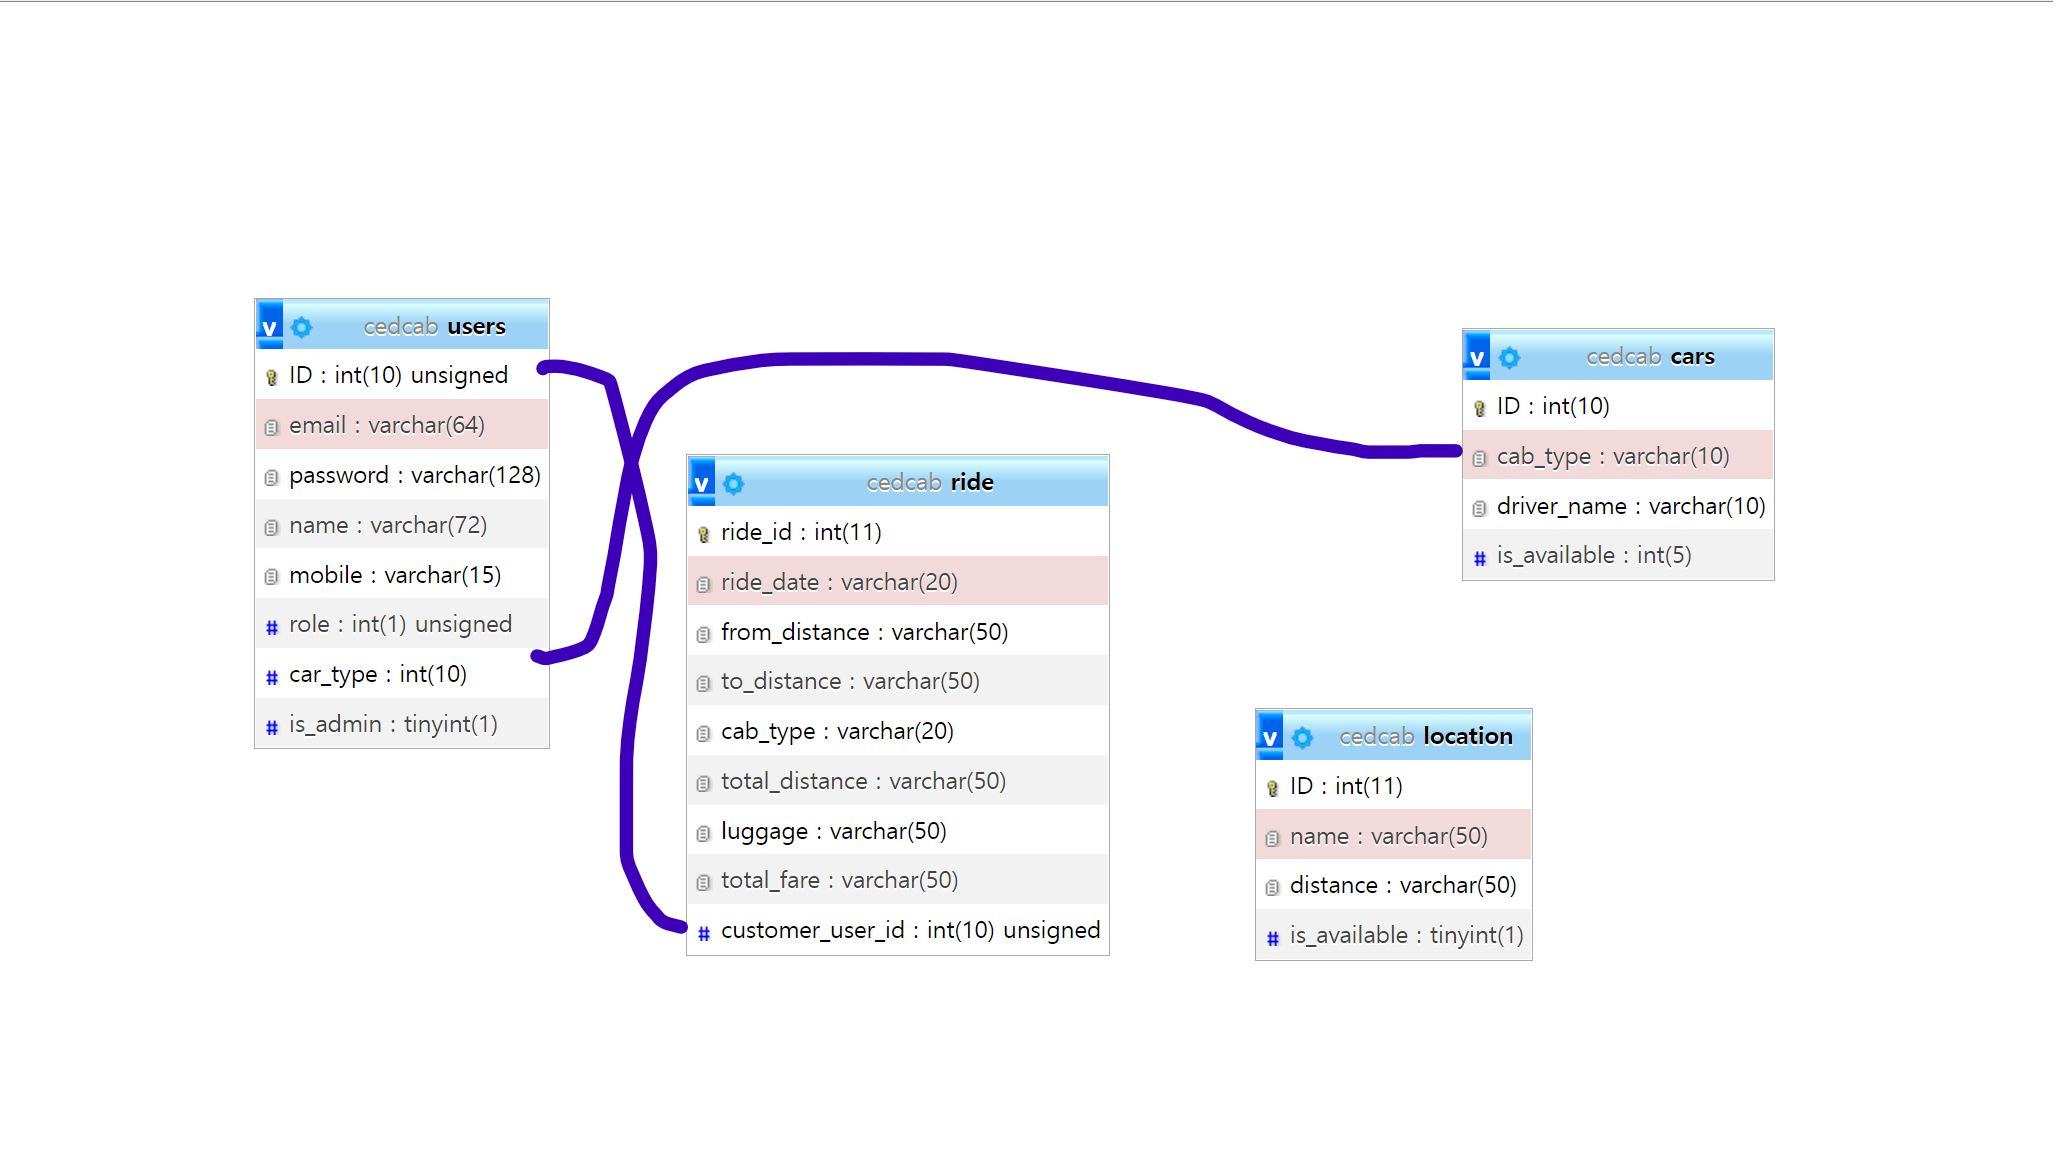 v cedcab users
ID : int(10) unsigned
email : varchar(64)
password : varchar(128)
name : varchar(72)
mobile : varchar(15)
# role : int(1) unsigned
# car_type : int(10)
# is_admin : tinyint(1)
v cedcab ride
ride_id : int(11)
ride_date : varchar(20)
from_distance : varchar(50)
to_distance : varchar(50)
cab_type : varchar(20)
total_distance : varchar(50)
luggage : varchar(50)
total_fare : varchar(50)
# customer_user_id : int(10) unsigned
v cedcab cars
ID : int(10)
cab_type : varchar(10)
driver_name : varchar(10)
# is_available : int(5)
v cedcab location
ID : int(11)
name : varchar(50)
distance : varchar(50)
# is_available : tinyint(1)